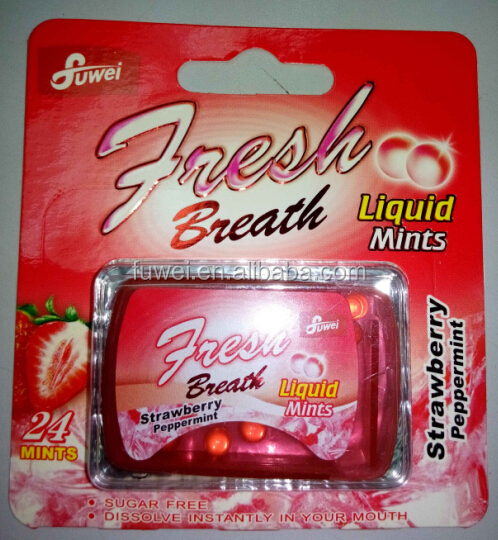 Fuwei
Fresh
Breath
Liquid
Mints
fuwei.en.alibaba.com
Strawberry
Peppermint
Fuwei
Fresh
Breath
Liquid
Mints
Strawberry
Peppermint
24
MINTS
• SUGAR FREE
• DISSOLVE INSTANTLY IN YOUR MOUTH